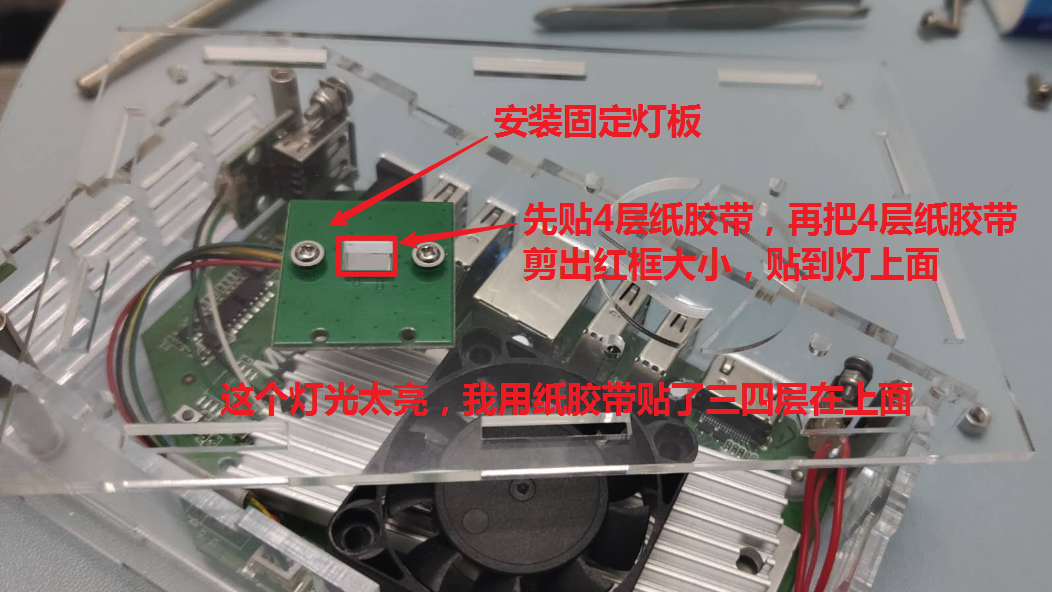 安装固定灯板
先贴4层纸胶带，再把4层纸胶带
剪出红框大小，贴到灯上面
这个灯光太亮，我用纸胶带贴了三四层在上面